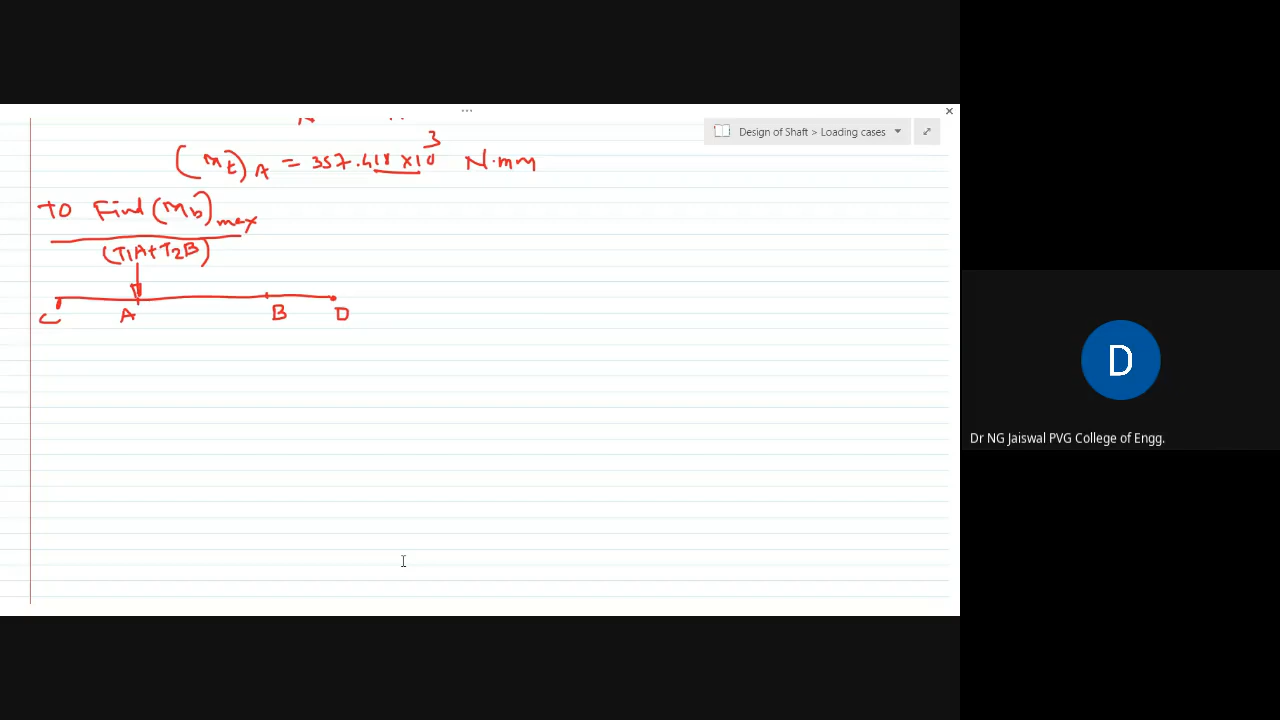 Design of Shaft > Loading cases
(Mt)A = 357.418 x10³ N.mm
TO Find (Mb)max
(T1A+T2B)
C A B D
D
Dr NG Jaiswal PVG College of Engg.